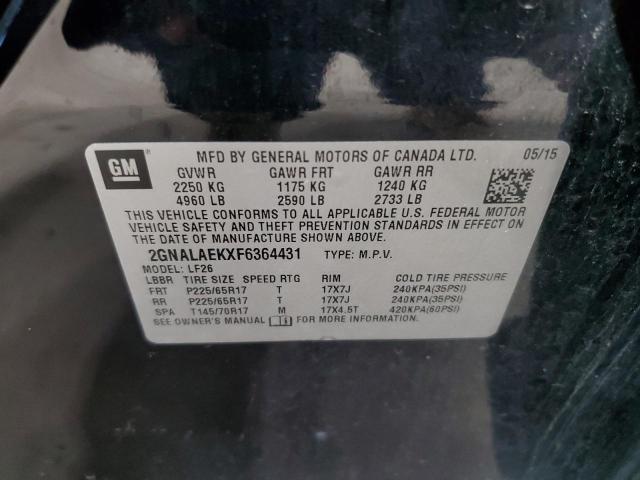 GM
®
MFD BY GENERAL MOTORS OF CANADA LTD. 05/15
GVWR GAWR FRT GAWR RR
2250 KG 1175 KG 1240 KG
4960 LB 2590 LB 2733 LB
THIS VEHICLE CONFORMS TO ALL APPLICABLE U.S. FEDERAL MOTOR
VEHICLE SAFETY AND THEFT PREVENTION STANDARDS IN EFFECT ON
THE DATE OF MANUFACTURE SHOWN ABOVE.
2GNALAEKXF6364431 TYPE: M.P.V.
MODEL: LF26
LBBR TIRE SIZE SPEED RTG RIM COLD TIRE PRESSURE
FRT P225/65R17 T 17X7J 240KPA(35PSI)
RR P225/65R17 T 17X7J 240KPA(35PSI)
SPA T145/70R17 M 17X4.5T 420KPA(60PSI)
SEE OWNER'S MANUAL FOR MORE INFORMATION.